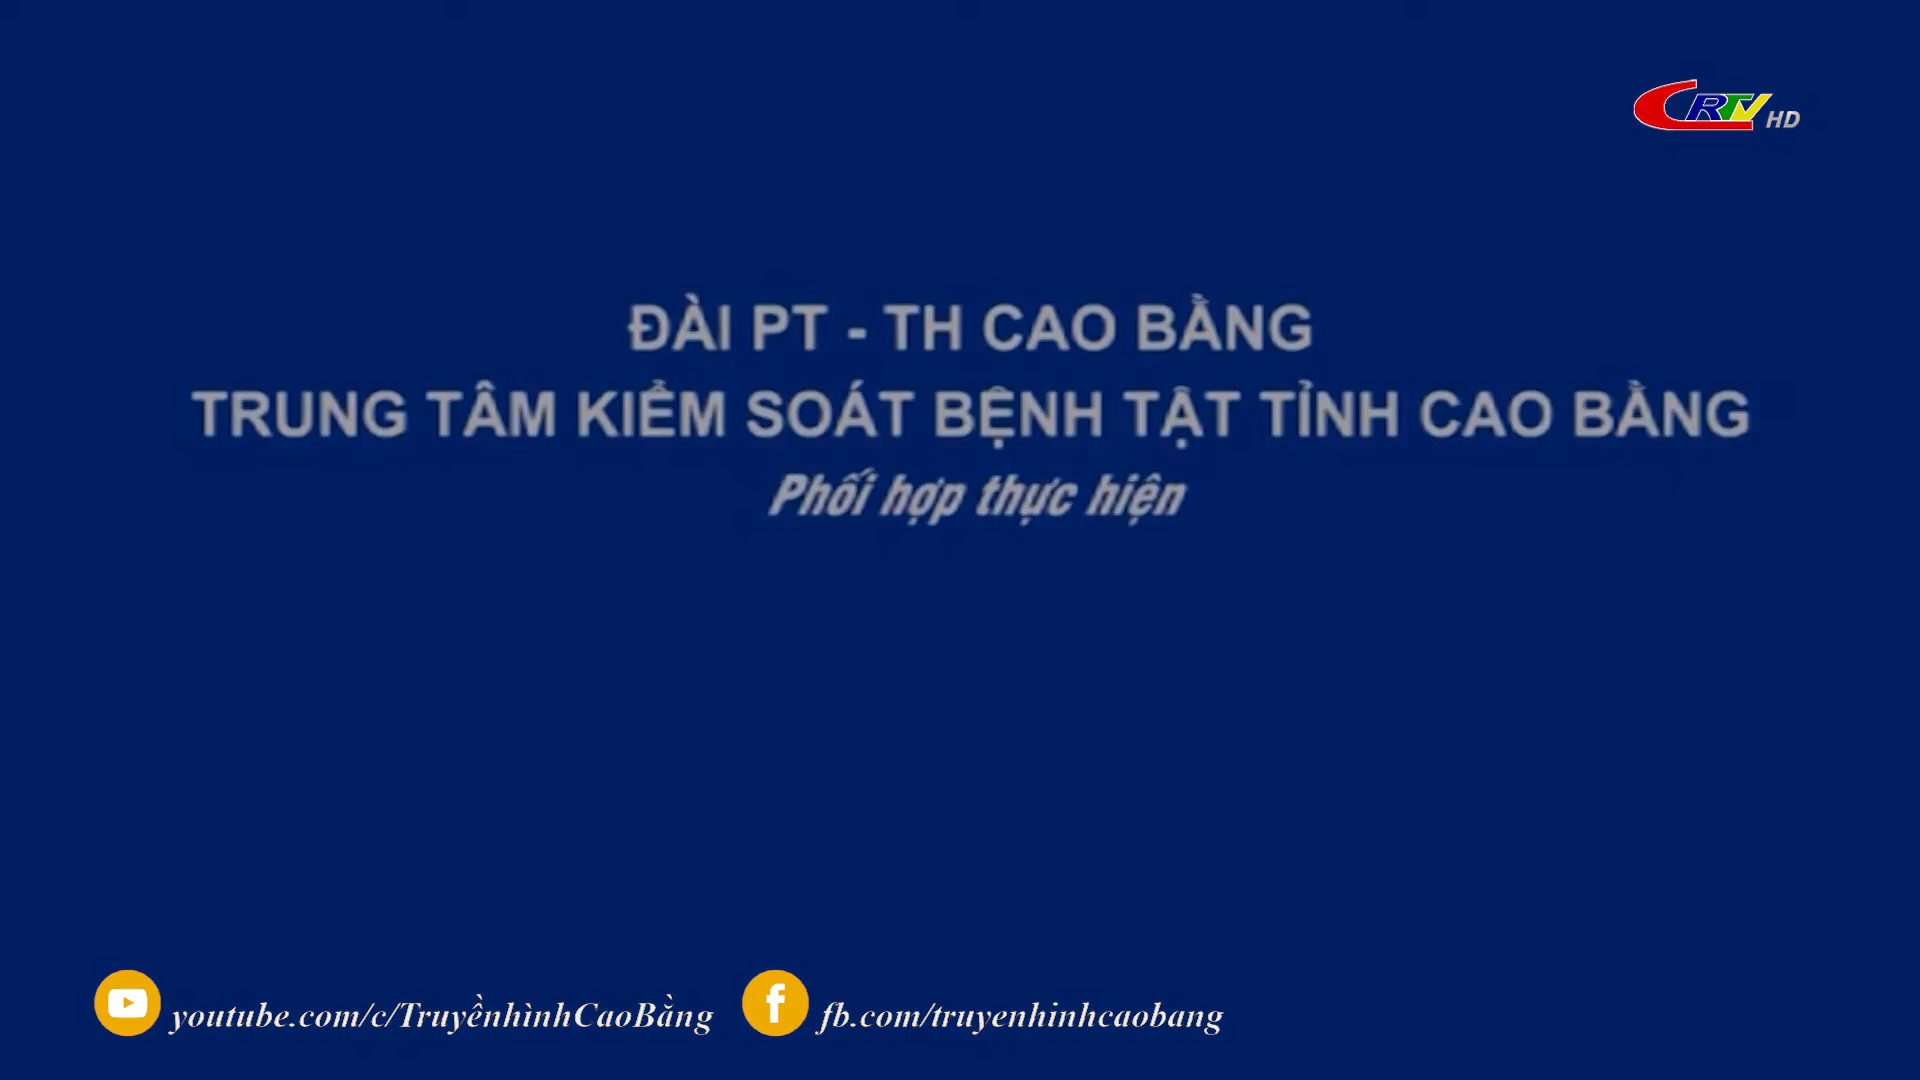 CRTV HD
ĐÀI PT - TH CAO BẰNG
TRUNG TÂM KIỂM SOÁT BỆNH TẬT TỈNH CAO BẰNG
Phối hợp thực hiện
youtube.com/c/TruyềnhìnhCaoBằng fb.com/truyenhinhcaobang